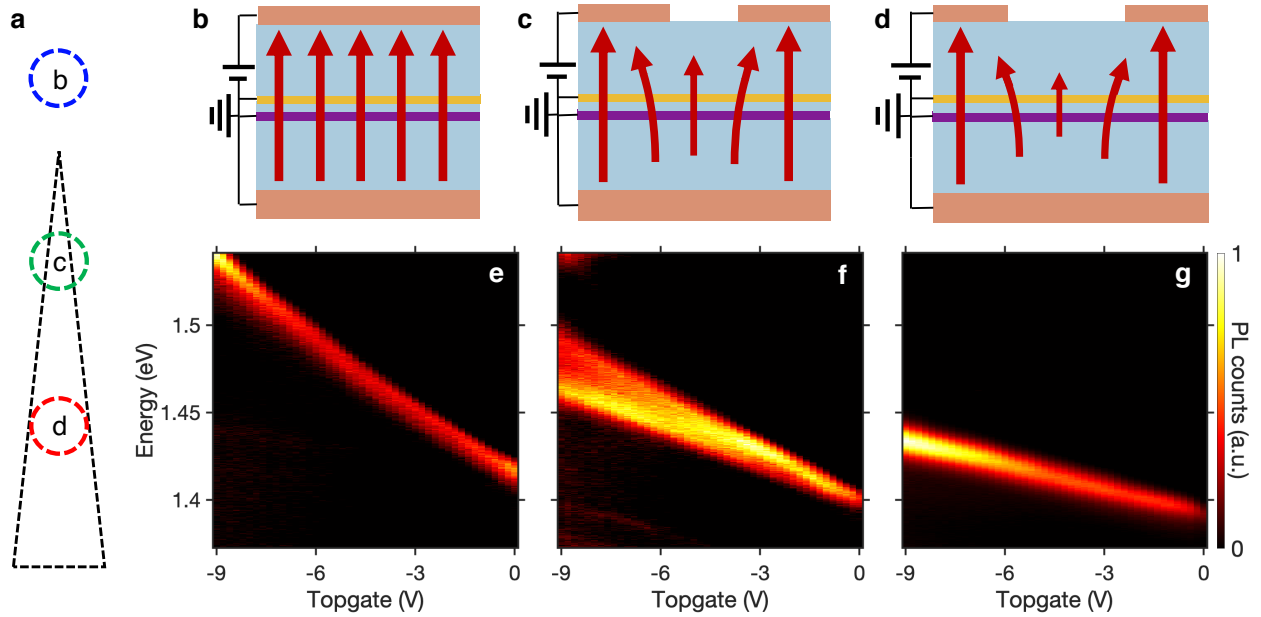 a
b
c
d
b
c
d
e
f
g
Energy (eV)
1.5
1.45
1.4
-9
-6
-3
0
Topgate (V)
-9
-6
-3
0
Topgate (V)
-9
-6
-3
0
Topgate (V)
1
0
PL counts (a.u.)